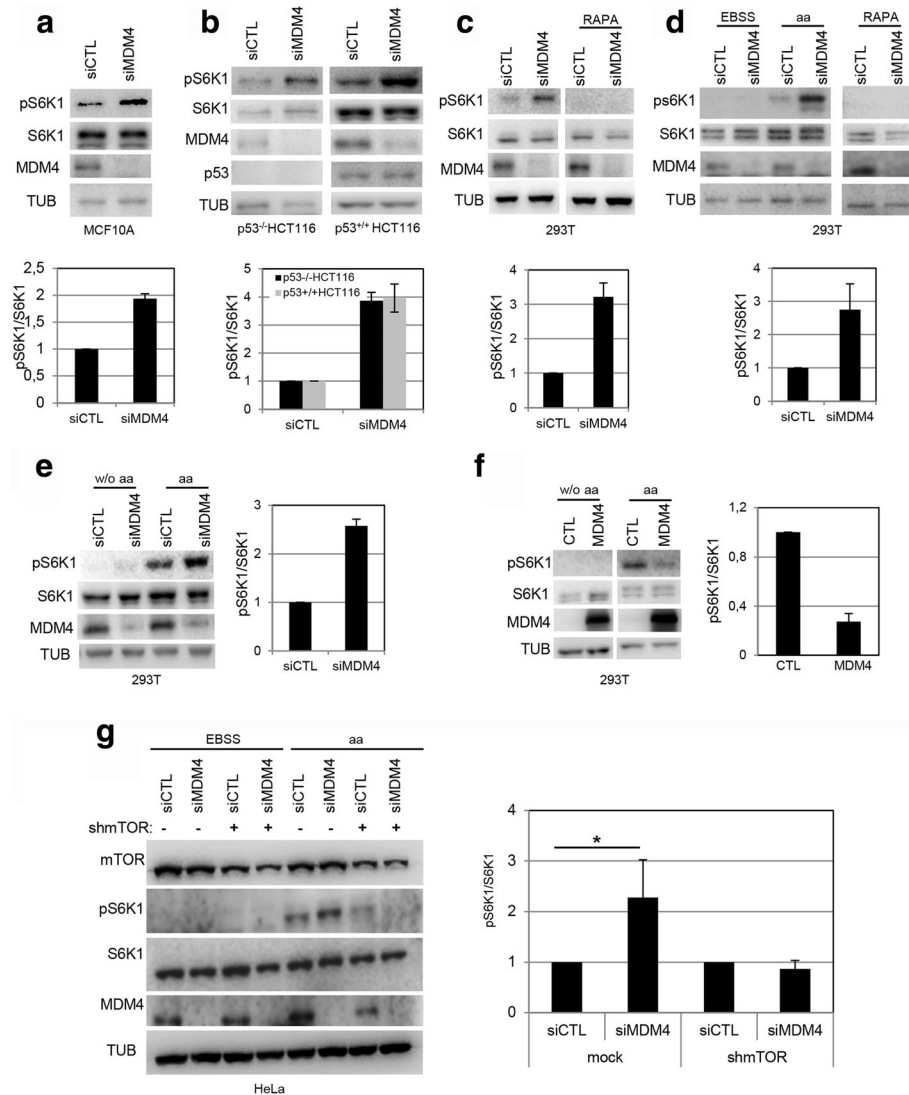 a
siCTL siMDM4
pS6K1
S6K1
MDM4
TUB
MCF10A
pS6K1/S6K1
2,5
2
1,5
1
0,5
0
siCTL siMDM4
b
siCTL siMDM4 siCTL siMDM4
pS6K1
S6K1
MDM4
p53
TUB
p53-/-HCT116 p53+/+ HCT116
pS6K1/S6K1
5
4
3
2
1
0
p53-/-HCT116
p53+/+HCT116
siCTL siMDM4
c
RAPA
siCTL siMDM4 siCTL siMDM4
pS6K1
S6K1
MDM4
TUB
293T
pS6K1/S6K1
4
3
2
1
0
siCTL siMDM4
d
EBSS aa RAPA
siCTL siMDM4 siCTL siMDM4 siCTL siMDM4
ps6K1
S6K1
MDM4
TUB
293T
pS6K1/S6K1
4
3
2
1
0
siCTL siMDM4
e
w/o aa aa
siCTL siMDM4 siCTL siMDM4
pS6K1
S6K1
MDM4
TUB
293T
pS6K1/S6K1
3
2
1
0
siCTL siMDM4
f
w/o aa aa
CTL MDM4 CTL MDM4
pS6K1
S6K1
MDM4
TUB
293T
pS6K1/S6K1
1,2
0,8
0,4
0
CTL MDM4
g
EBSS aa
siCTL siMDM4 siCTL siMDM4 siCTL siMDM4 siCTL siMDM4
shmTOR: - - + + - - + +
mTOR
pS6K1
S6K1
MDM4
TUB
HeLa
pS6K1/S6K1
4
3
2
1
0
*
siCTL siMDM4 siCTL siMDM4
mock shmTOR